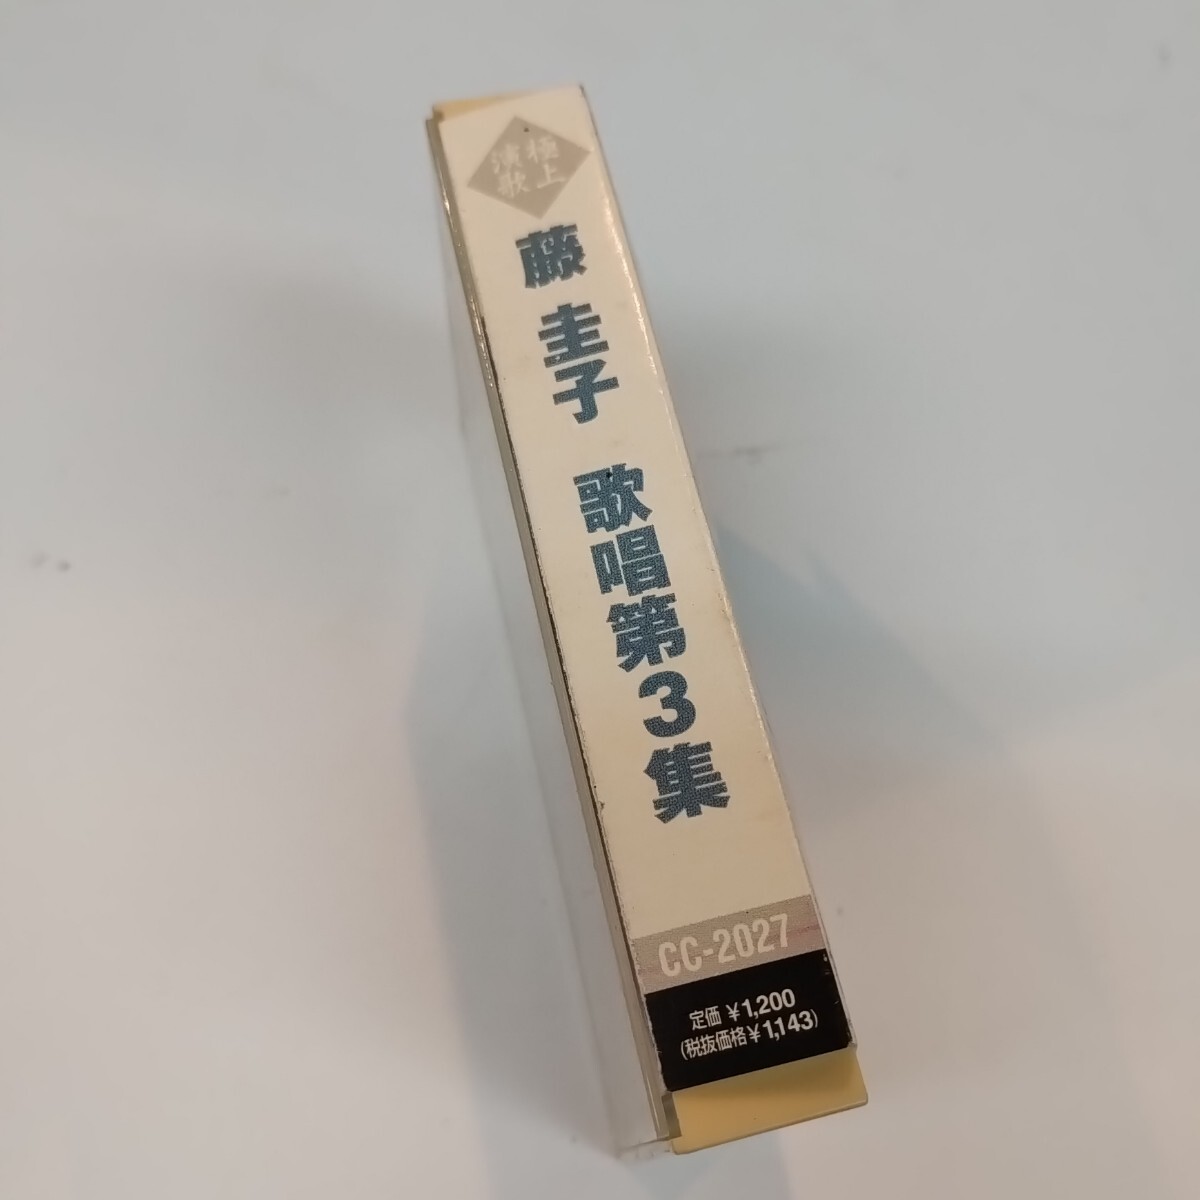 極上
演歌
藤 圭子 歌唱第3集
CC-2027
定価 ¥1,200
(税抜価格¥1,143)